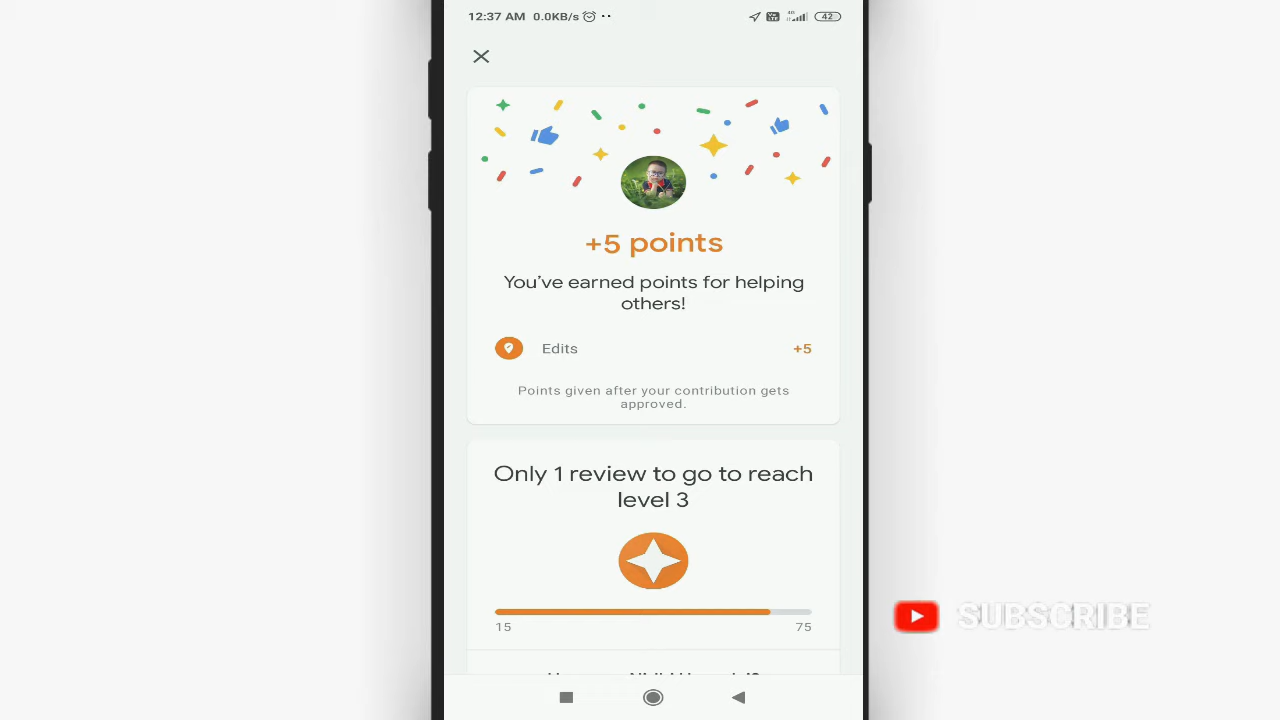 12:37 AM 0.0KB/s 42
+5 points
You've earned points for helping
others!
Edits +5
Points given after your contribution gets
approved.
Only 1 review to go to reach
level 3
15 75
SUBSCRIBE